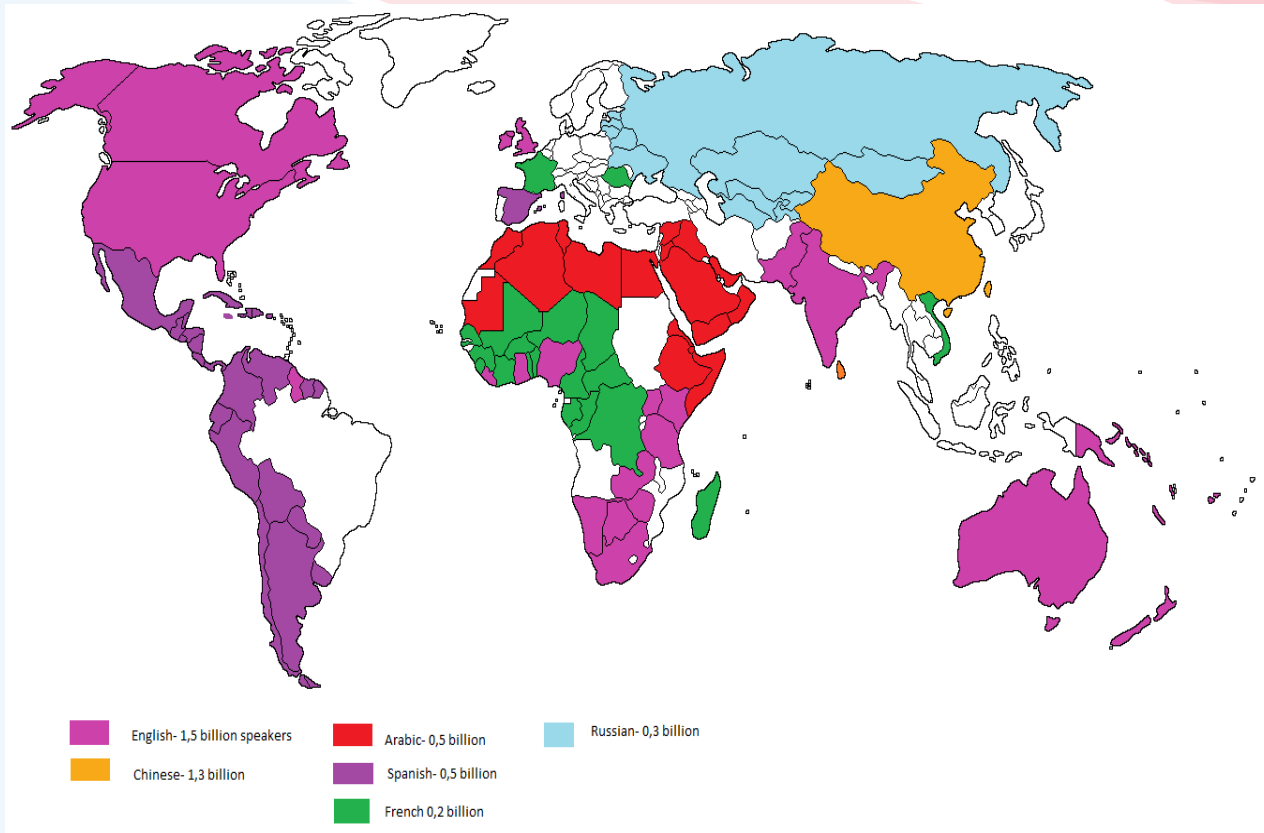 English- 1,5 billion speakers
Chinese- 1,3 billion
Arabic- 0,5 billion
Spanish- 0,5 billion
French 0,2 billion
Russian- 0,3 billion